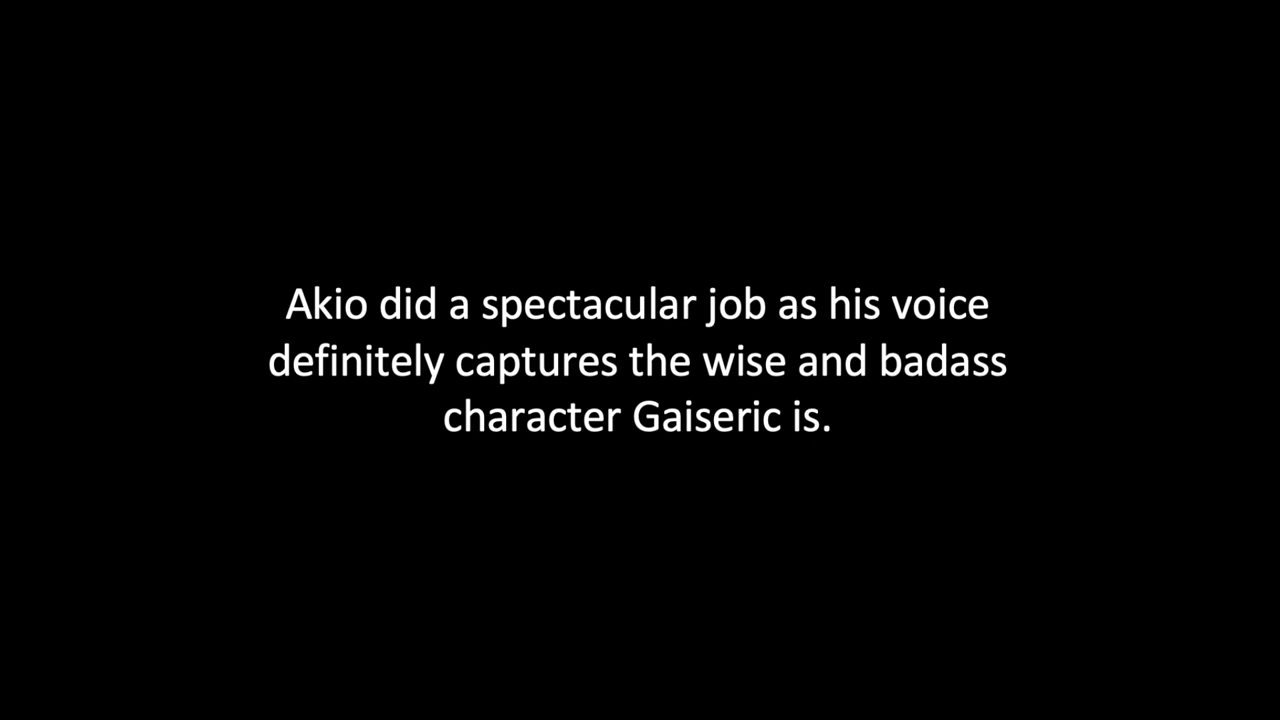 Akio did a spectacular job as his voice
definitely captures the wise and badass
character Gaiseric is.